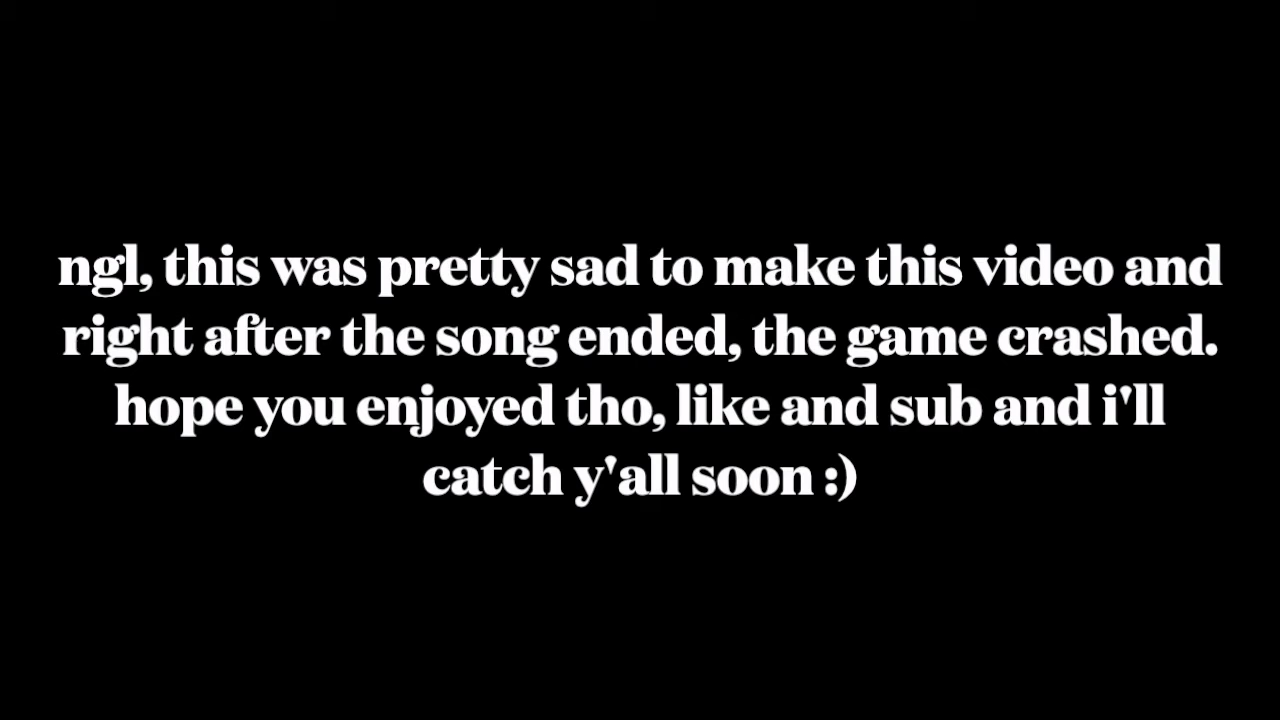 ngl, this was pretty sad to make this video and
right after the song ended, the game crashed.
hope you enjoyed tho, like and sub and i'll
catch y'all soon :)